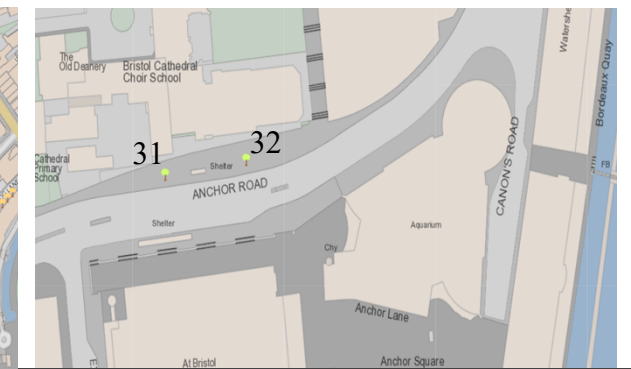 The
Old Deanery
Bristol Cathedral
Choir School
31
32
Cathedral
Primary
School
Shelter
ANCHOR ROAD
Shelter
CANON'S ROAD
Bordeaux Quay
FB
Aquarium
Chy
Anchor Lane
At Bristol
Anchor Square